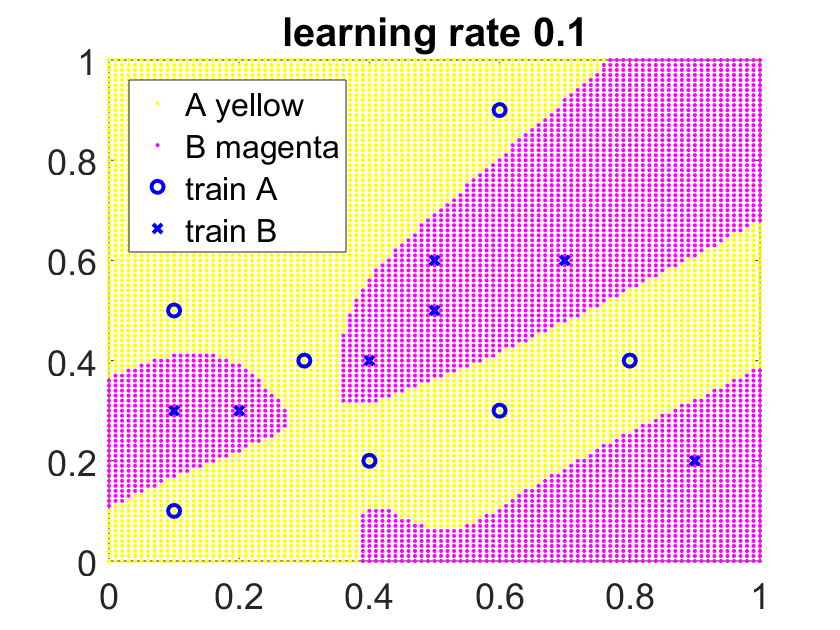 learning rate 0.1
1
A yellow
B magenta
0.8
train A
train B
0.6
0.4
0.2
0
0 0.2 0.4 0.6 0.8 1